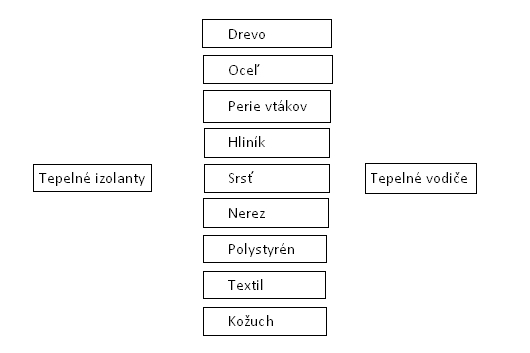 Drevo
Oceľ
Perie vtákov
Hliník
Tepelné izolanty
Srsť
Tepelné vodiče
Nerez
Polystyrén
Textil
Kožuch